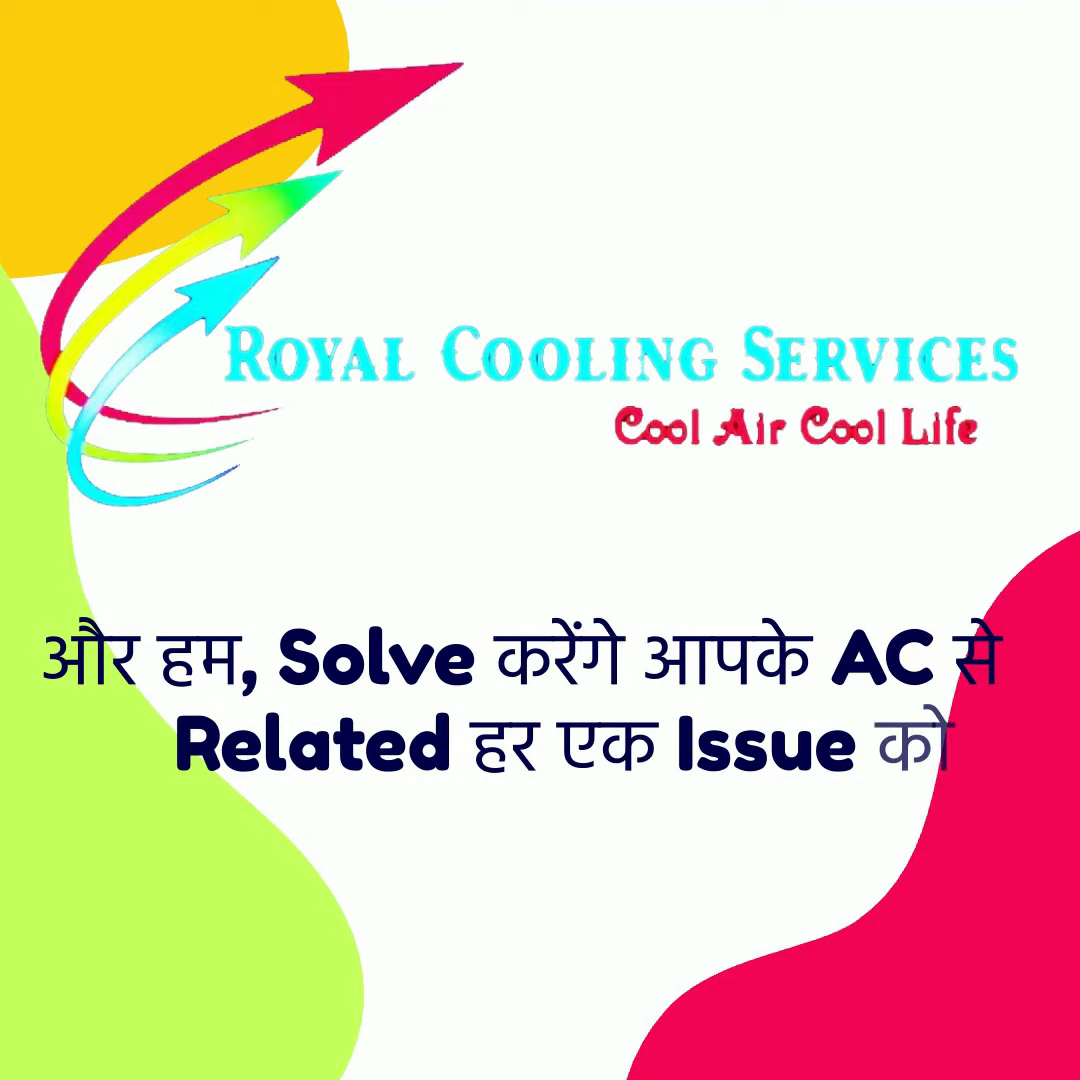 ROYAL COOLING SERVICES
Cool Air Cool Life
और हम, Solve करेंगे आपके AC से
Related हर एक Issue को